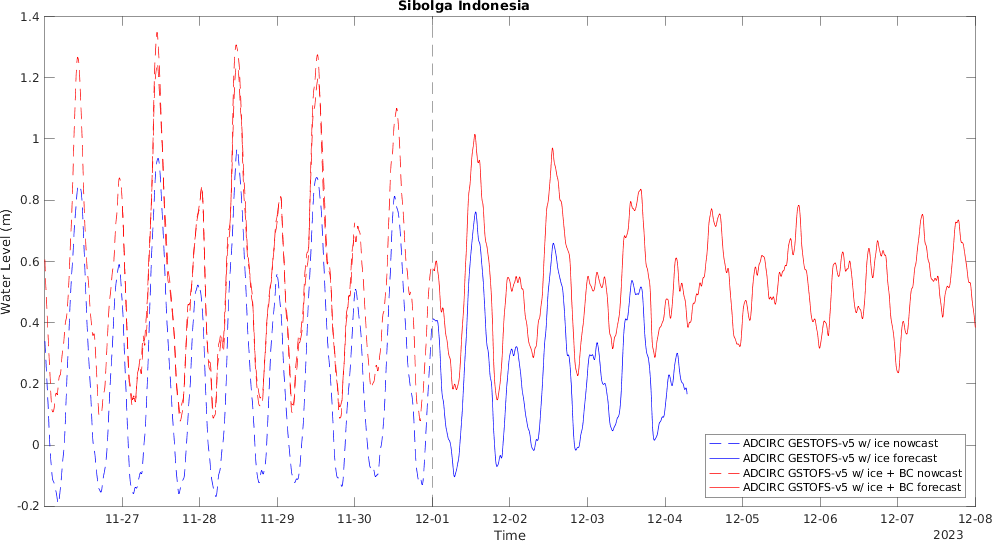 Sibolga Indonesia
1.4
1.2
1
0.8
0.6
0.4
0.2
0
-0.2
Water Level (m)
11-27 11-28 11-29 11-30 12-01 12-02 12-03 12-04 12-05 12-06 12-07 12-08
Time
2023
ADCIRC GESTOFS-v5 w/ ice nowcast
ADCIRC GESTOFS-v5 w/ ice forecast
ADCIRC GSTOFS-v5 w/ ice + BC nowcast
ADCIRC GSTOFS-v5 w/ ice + BC forecast